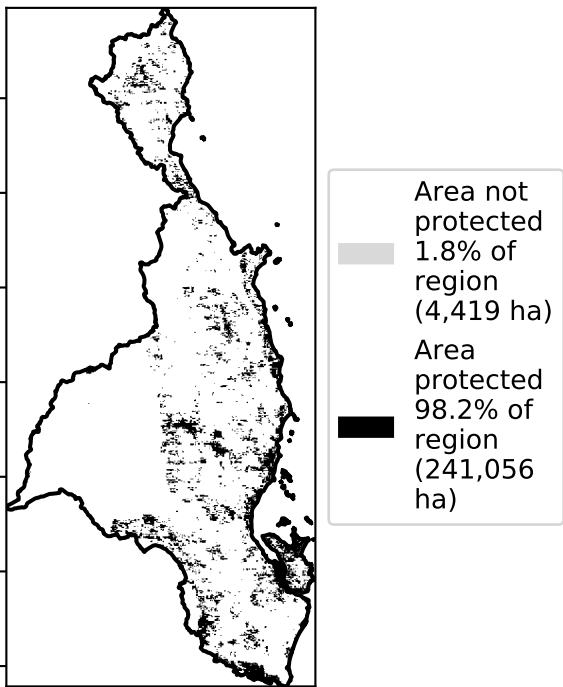 Area not
protected
1.8% of
region
(4,419 ha)
Area
protected
98.2% of
region
(241,056
ha)